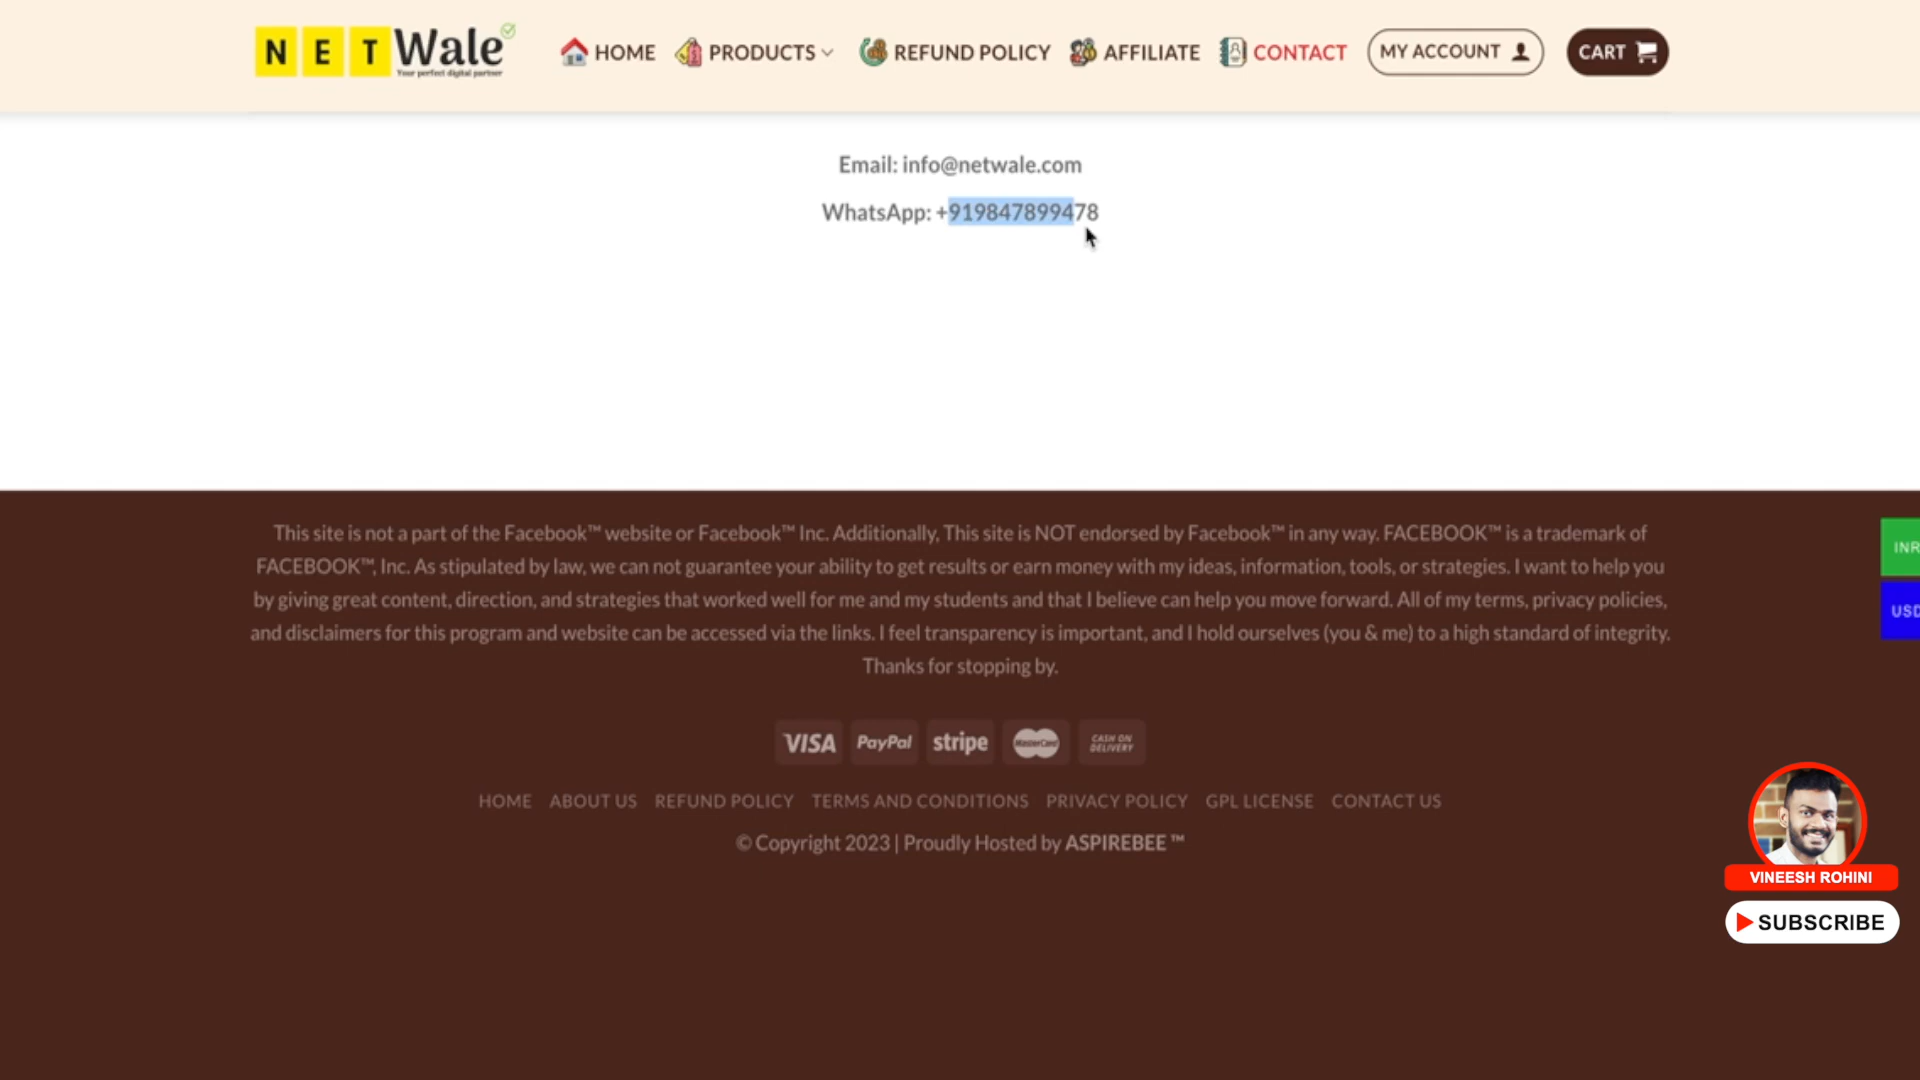 NETWale
Your perfect digital partner
HOME PRODUCTS REFUND POLICY AFFILIATE CONTACT MY ACCOUNT CART
Email: info@netwale.com
WhatsApp: +919847899478
This site is not a part of the Facebook™ website or Facebook™ Inc. Additionally, This site is NOT endorsed by Facebook™ in any way. FACEBOOK™ is a trademark of
FACEBOOK™, Inc. As stipulated by law, we can not guarantee your ability to get results or earn money with my ideas, information, tools, or strategies. I want to help you
by giving great content, direction, and strategies that worked well for me and my students and that I believe can help you move forward. All of my terms, privacy policies,
and disclaimers for this program and website can be accessed via the links. I feel transparency is important, and I hold ourselves (you & me) to a high standard of integrity.
Thanks for stopping by.
INR
USD
VISA PayPal stripe MasterCard CASH ON DELIVERY
HOME ABOUT US REFUND POLICY TERMS AND CONDITIONS PRIVACY POLICY GPL LICENSE CONTACT US
© Copyright 2023 | Proudly Hosted by ASPIREBEE ™
VINEESH ROHINI
SUBSCRIBE